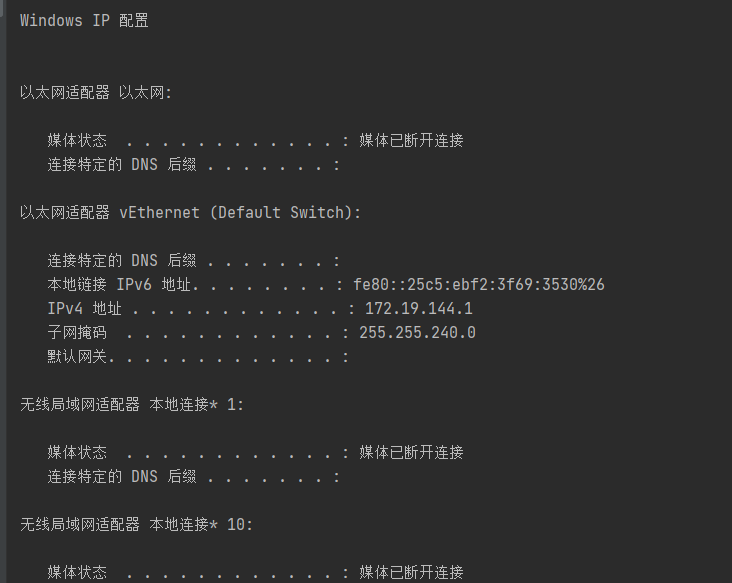 Windows IP 配置
以太网适配器 以太网:
媒体状态  . . . . . . . . . . . . : 媒体已断开连接
连接特定的 DNS 后缀 . . . . . . . :
以太网适配器 vEthernet (Default Switch):
连接特定的 DNS 后缀 . . . . . . . :
本地链接 IPv6 地址. . . . . . . . : fe80::25c5:ebf2:3f69:3530%26
IPv4 地址 . . . . . . . . . . . . : 172.19.144.1
子网掩码  . . . . . . . . . . . . : 255.255.240.0
默认网关. . . . . . . . . . . . . :
无线局域网适配器 本地连接* 1:
媒体状态  . . . . . . . . . . . . : 媒体已断开连接
连接特定的 DNS 后缀 . . . . . . . :
无线局域网适配器 本地连接* 10:
媒体状态  . . . . . . . . . . . . : 媒体已断开连接